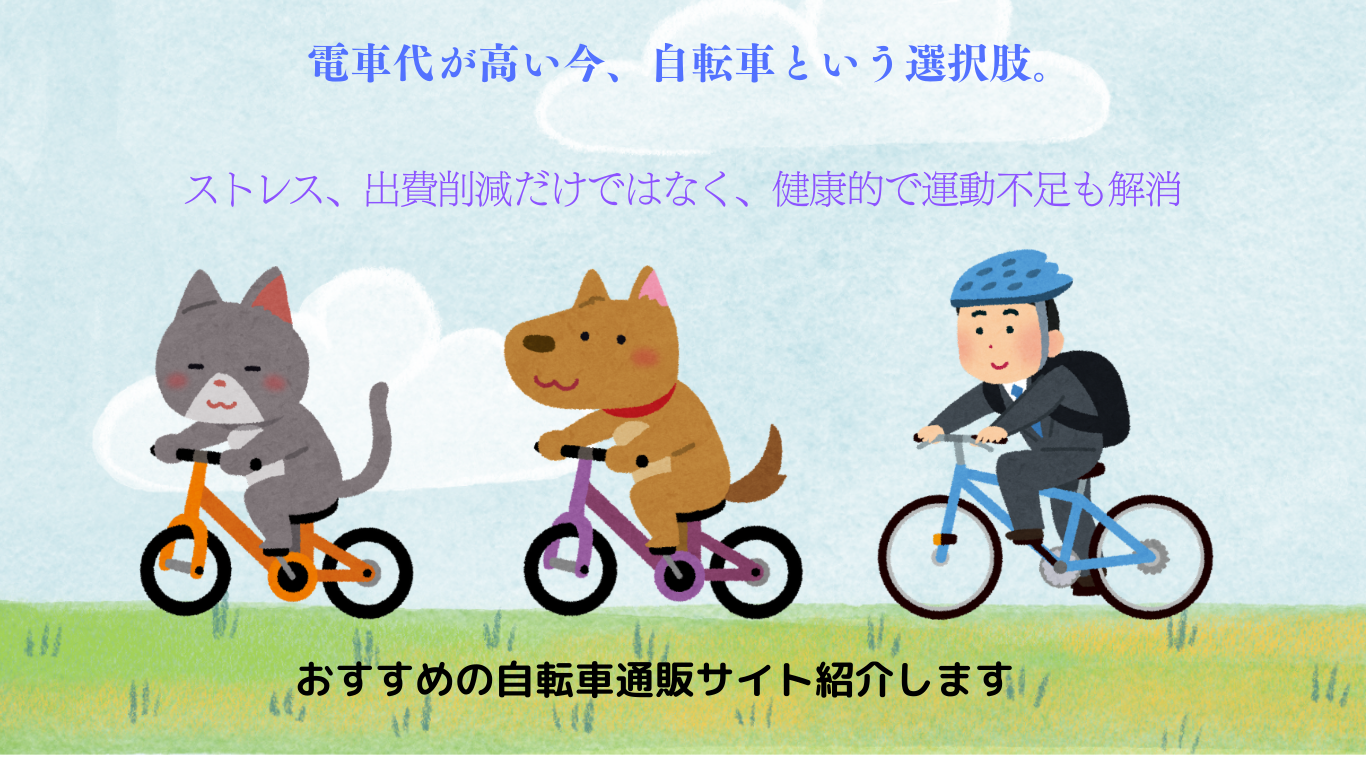 電車代が高い今、自転車という選択肢。
ストレス、出費削減だけではなく、健康的で運動不足も解消
おすすめの自転車通販サイト紹介します